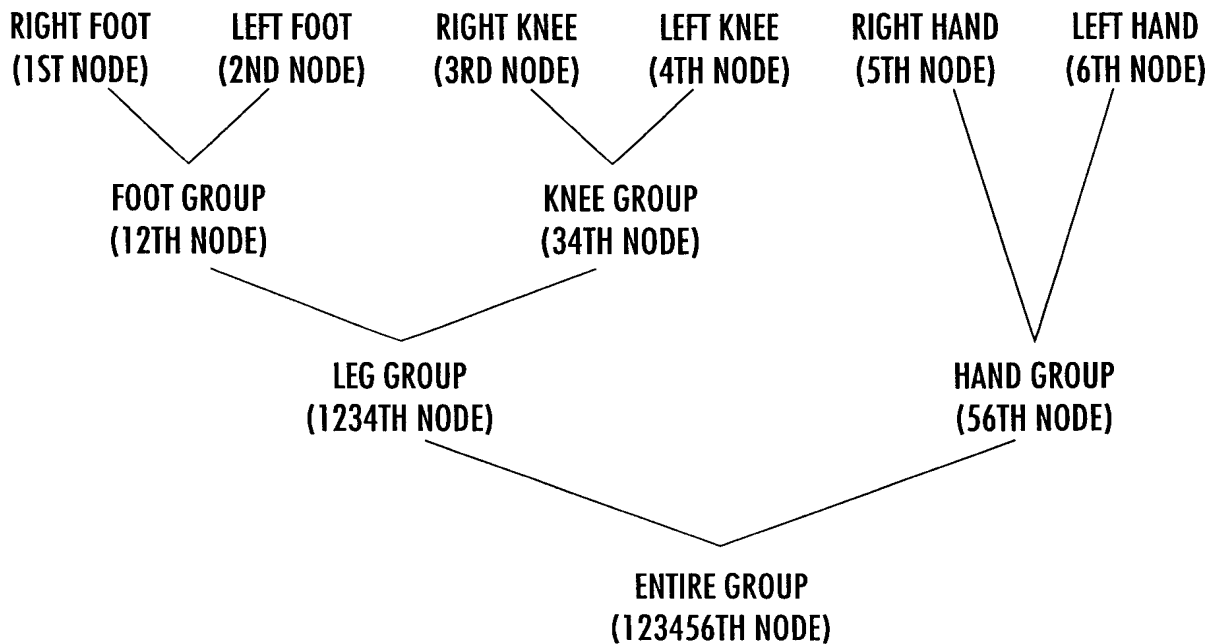 RIGHT FOOT
(1ST NODE)
LEFT FOOT
(2ND NODE)
RIGHT KNEE
(3RD NODE)
LEFT KNEE
(4TH NODE)
RIGHT HAND
(5TH NODE)
LEFT HAND
(6TH NODE)
FOOT GROUP
(12TH NODE)
KNEE GROUP
(34TH NODE)
LEG GROUP
(1234TH NODE)
HAND GROUP
(56TH NODE)
ENTIRE GROUP
(123456TH NODE)